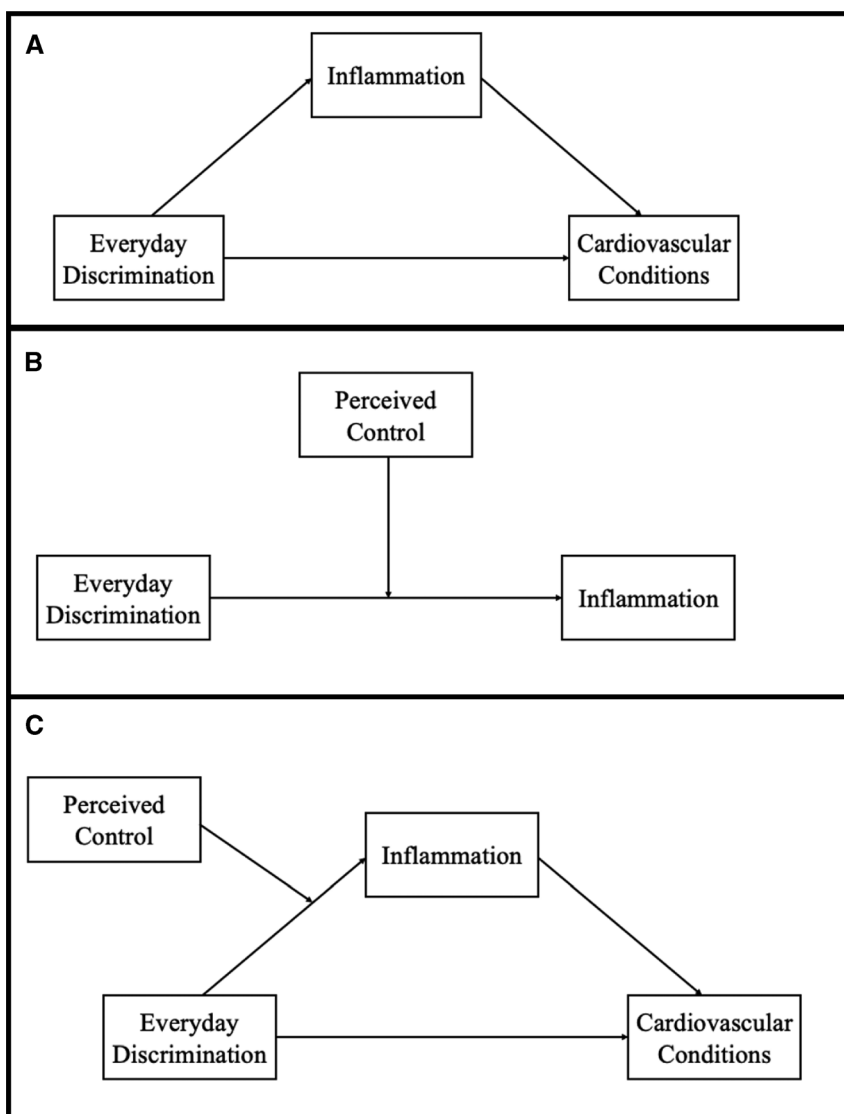 A
Inflammation
Everyday
Discrimination
Cardiovascular
Conditions
B
Perceived
Control
Everyday
Discrimination
Inflammation
C
Perceived
Control
Inflammation
Everyday
Discrimination
Cardiovascular
Conditions